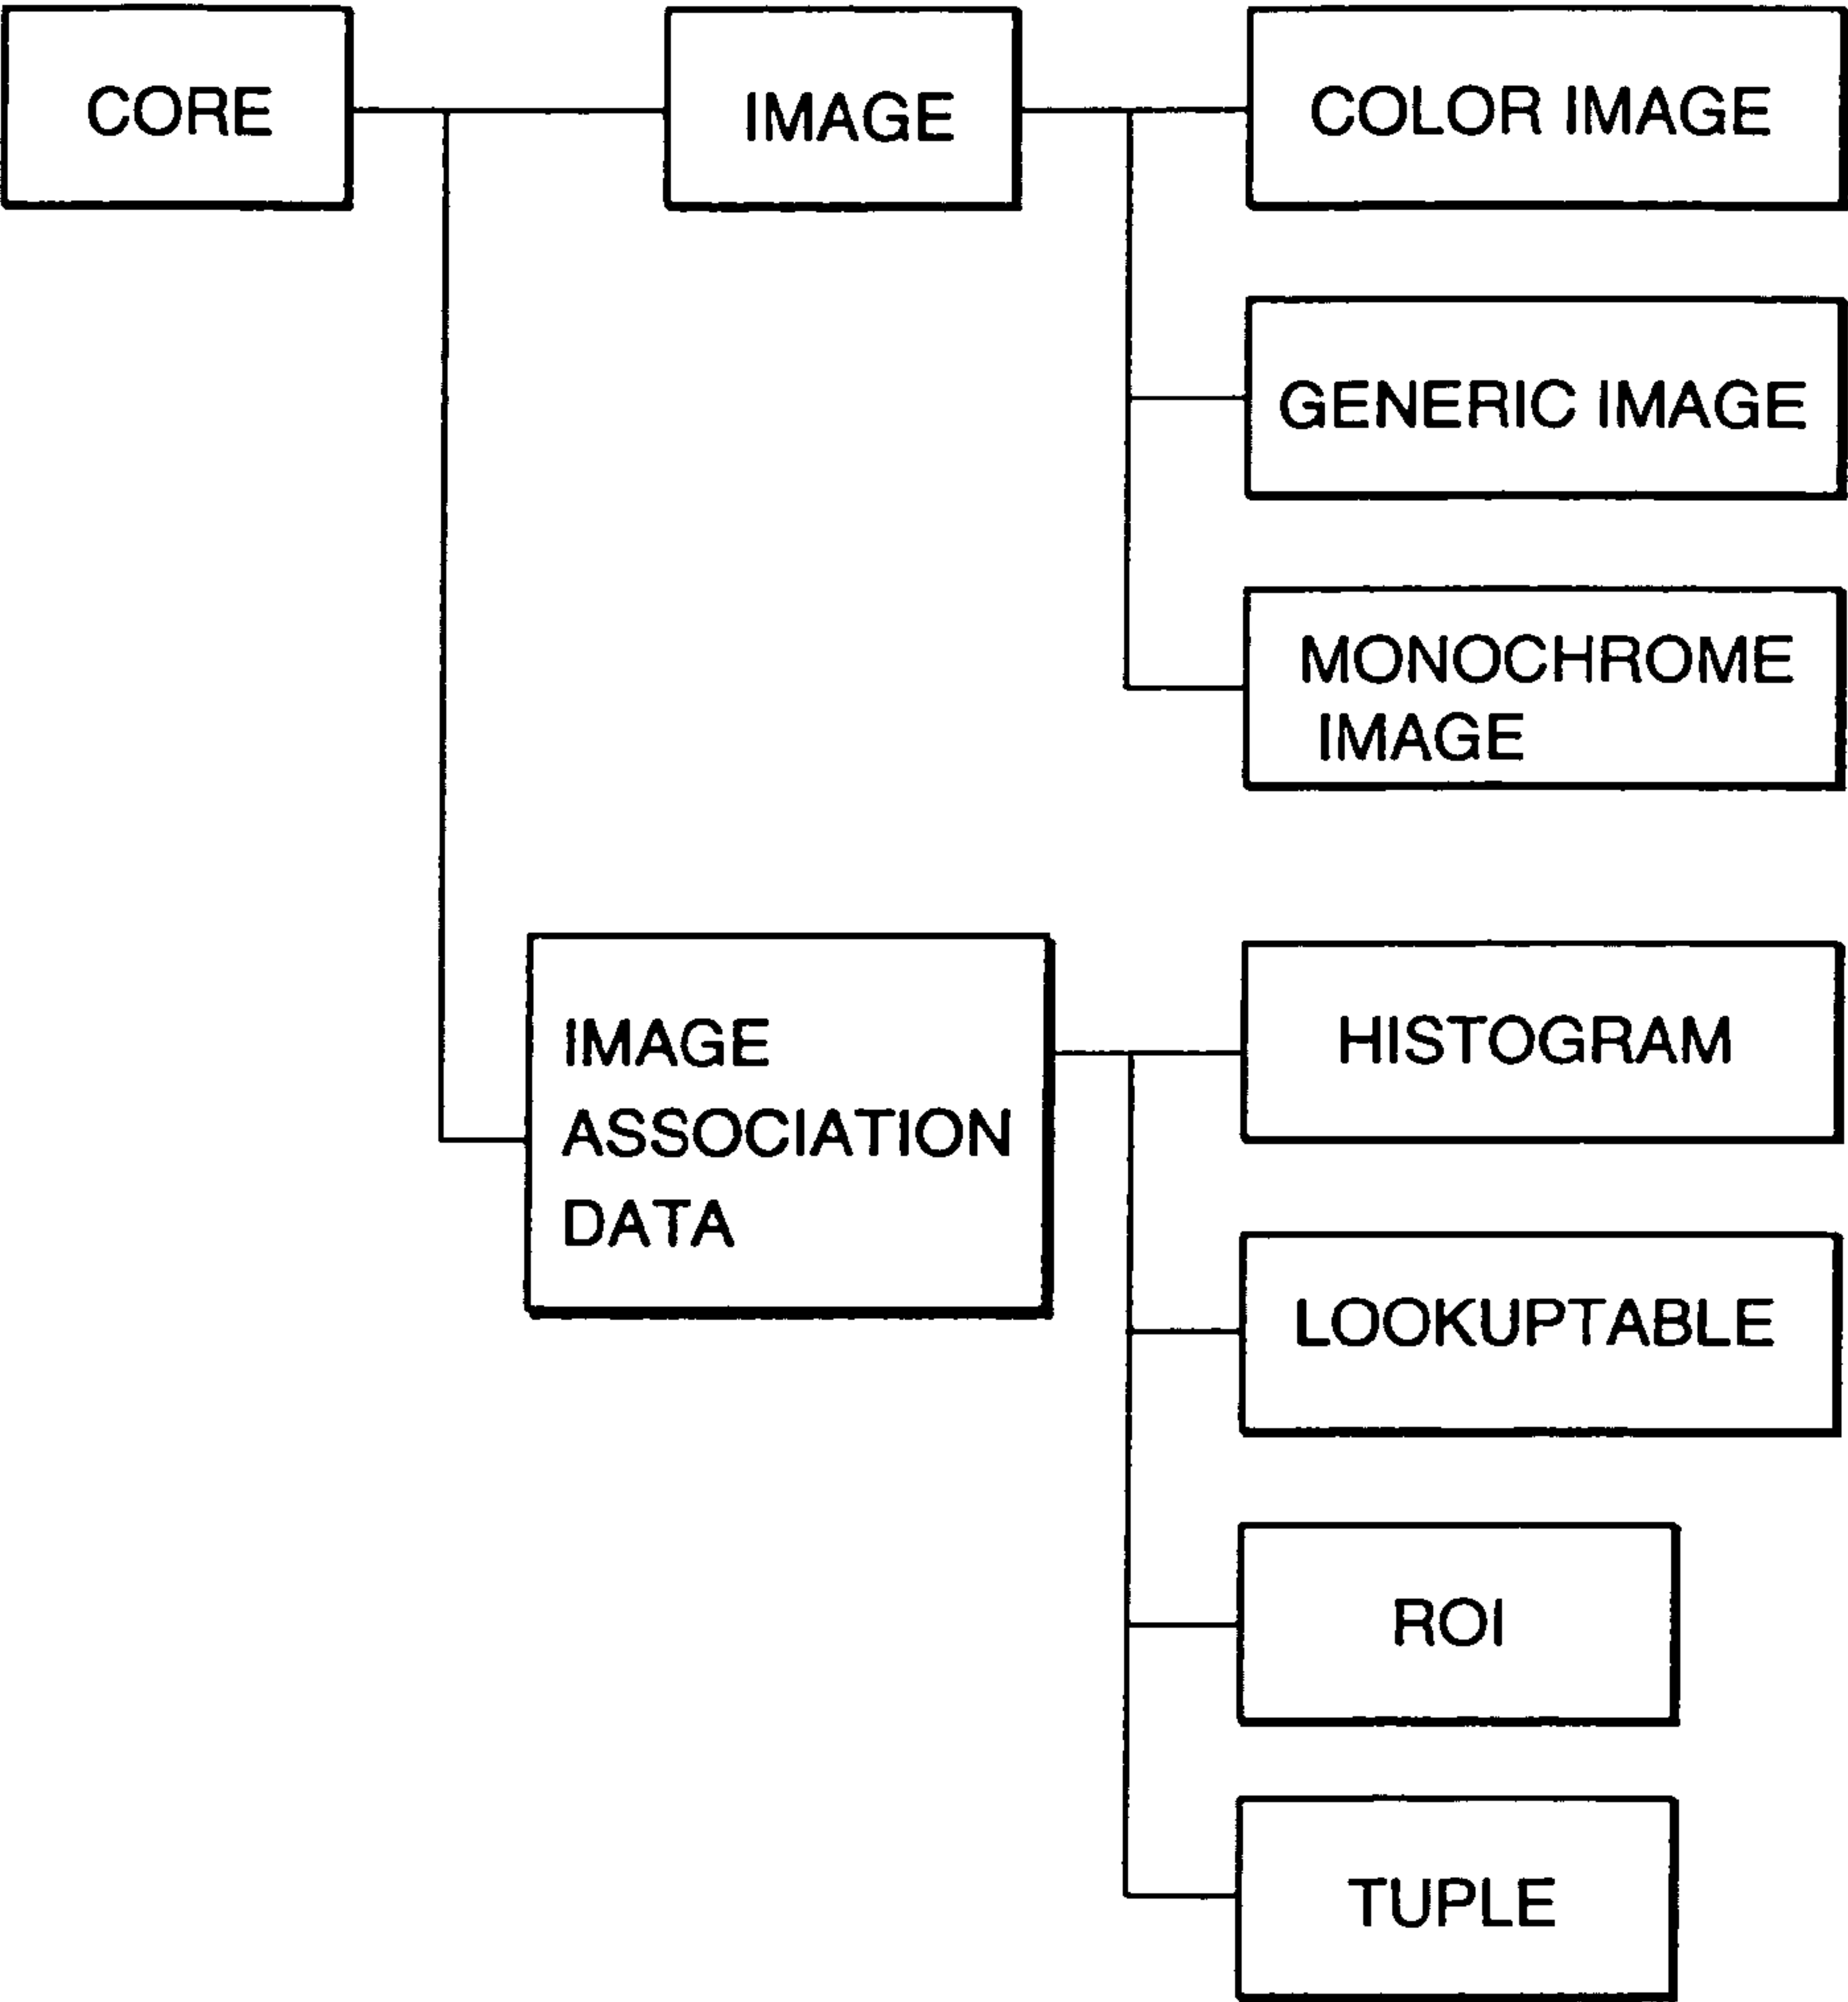 CORE
IMAGE
COLOR IMAGE
GENERIC IMAGE
MONOCHROME
IMAGE
IMAGE
ASSOCIATION
DATA
HISTOGRAM
LOOKUPTABLE
ROI
TUPLE